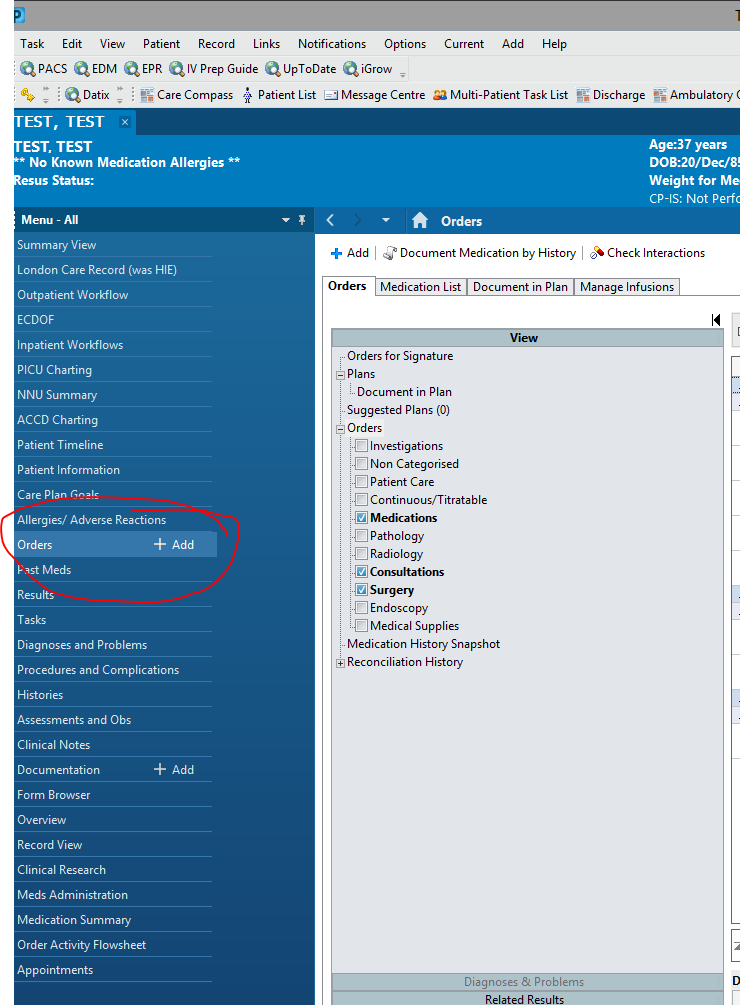 P
Task Edit View Patient Record Links Notifications Options Current Add Help
PACS EDM EPR IV Prep Guide UpToDate iGrow
Datix Care Compass Patient List Message Centre Multi-Patient Task List Discharge Ambulatory
TEST, TEST ×
TEST, TEST
** No Known Medication Allergies **
Resus Status:
Age:37 years
DOB:20/Dec/85
Weight for Me
CP-IS: Not Perfo
Menu - All
Summary View
London Care Record (was HIE)
Outpatient Workflow
ECDOF
Inpatient Workflows
PICU Charting
NNU Summary
ACCD Charting
Patient Timeline
Patient Information
Care Plan Goals
Allergies/ Adverse Reactions
Orders + Add
Past Meds
Results
Tasks
Diagnoses and Problems
Procedures and Complications
Histories
Assessments and Obs
Clinical Notes
Documentation + Add
Form Browser
Overview
Record View
Clinical Research
Meds Administration
Medication Summary
Order Activity Flowsheet
Appointments
Orders
+ Add Document Medication by History Check Interactions
Orders Medication List Document in Plan Manage Infusions
View
Orders for Signature
Plans
Document in Plan
Suggested Plans (0)
Orders
Investigations
Non Categorised
Patient Care
Continuous/Titratable
Medications
Pathology
Radiology
Consultations
Surgery
Endoscopy
Medical Supplies
Medication History Snapshot
Reconciliation History
Diagnoses & Problems
Related Results